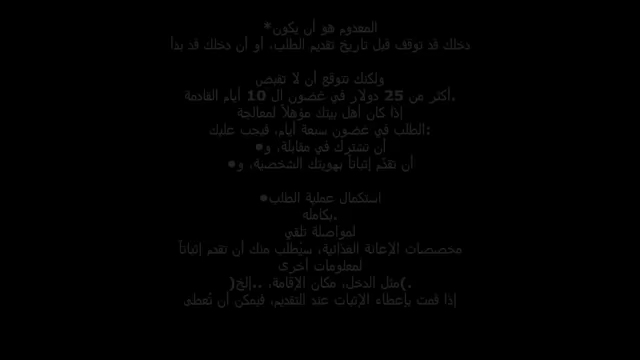 المعدوم هو أن يكون*
دخلك قد توقف قبل تاريخ تقديم الطلب، أو أن دخلك قد بدأ
ولكنك تتوقع أن لا تقبض
أكثر من 25 دولار في غضون ال 10 أيام القادمة.
إذا كان أهل بيتك مؤهلاً لمعالجة
الطلب في غضون سبعة أيام، فيجب عليك:
أن تشترك في مقابلة، و●
أن تقدّم إثباتاً بهويتك الشخصية، و●
استكمال عملية الطلب●
بكامله.
لمواصلة تلقي
مخصصات الإعانة الغذائية، سيُطلب منك أن تقدم إثباتاً
لمعلومات أخرى
(مثل الدخل، مكان الإقامة، ..إلخ).
إذا قمت بإعطاء الإثبات عند التقديم، فيمكن أن تُعطى